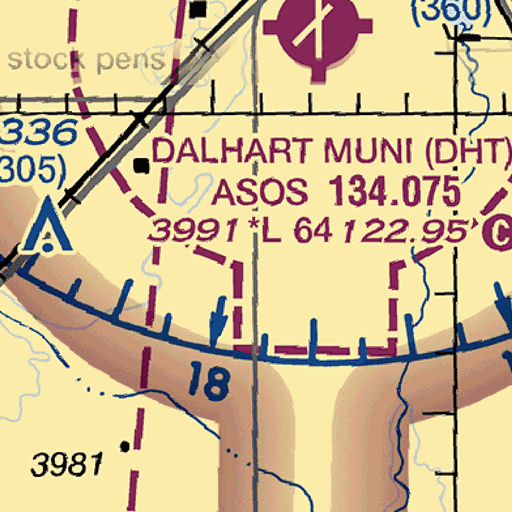 (360)
stock pens
336
305)
DALHART MUNI (DHT)
ASOS 134.075
3991 *L 64 122.95' C
18
3981